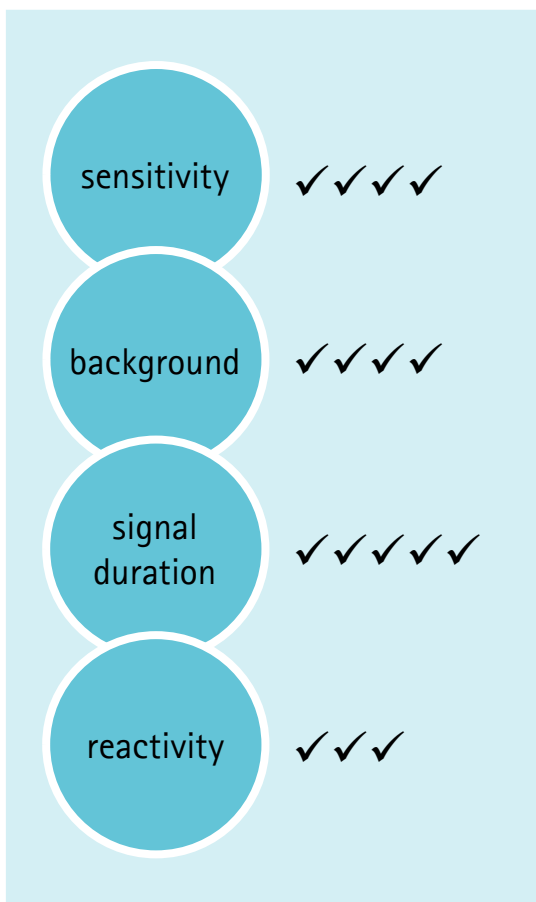 sensitivity ✓✓✓✓
background ✓✓✓✓
signal
duration ✓✓✓✓✓
reactivity ✓✓✓